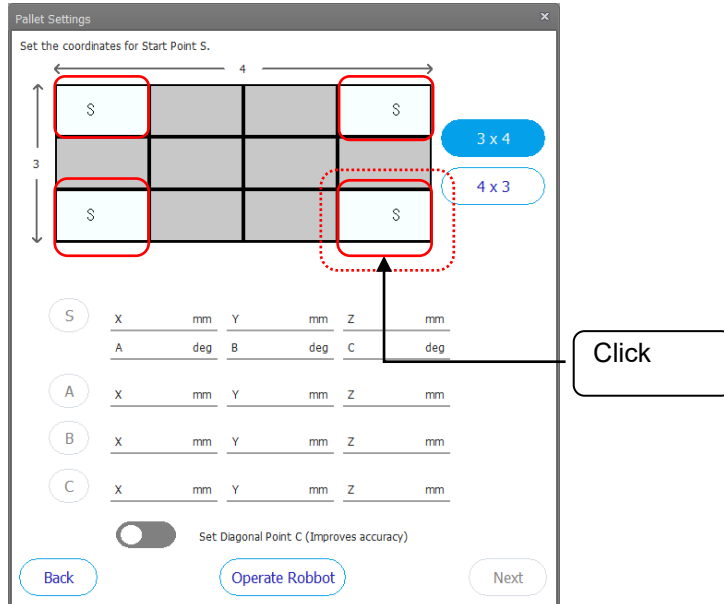 Pallet Settings ×
Set the coordinates for Start Point S.
4
S S
3 x 4
3
4 x 3
S S
S X mm Y mm Z mm
A deg B deg C deg
Click
A X mm Y mm Z mm
B X mm Y mm Z mm
C X mm Y mm Z mm
Set Diagonal Point C (Improves accuracy)
Back Operate Robbot Next